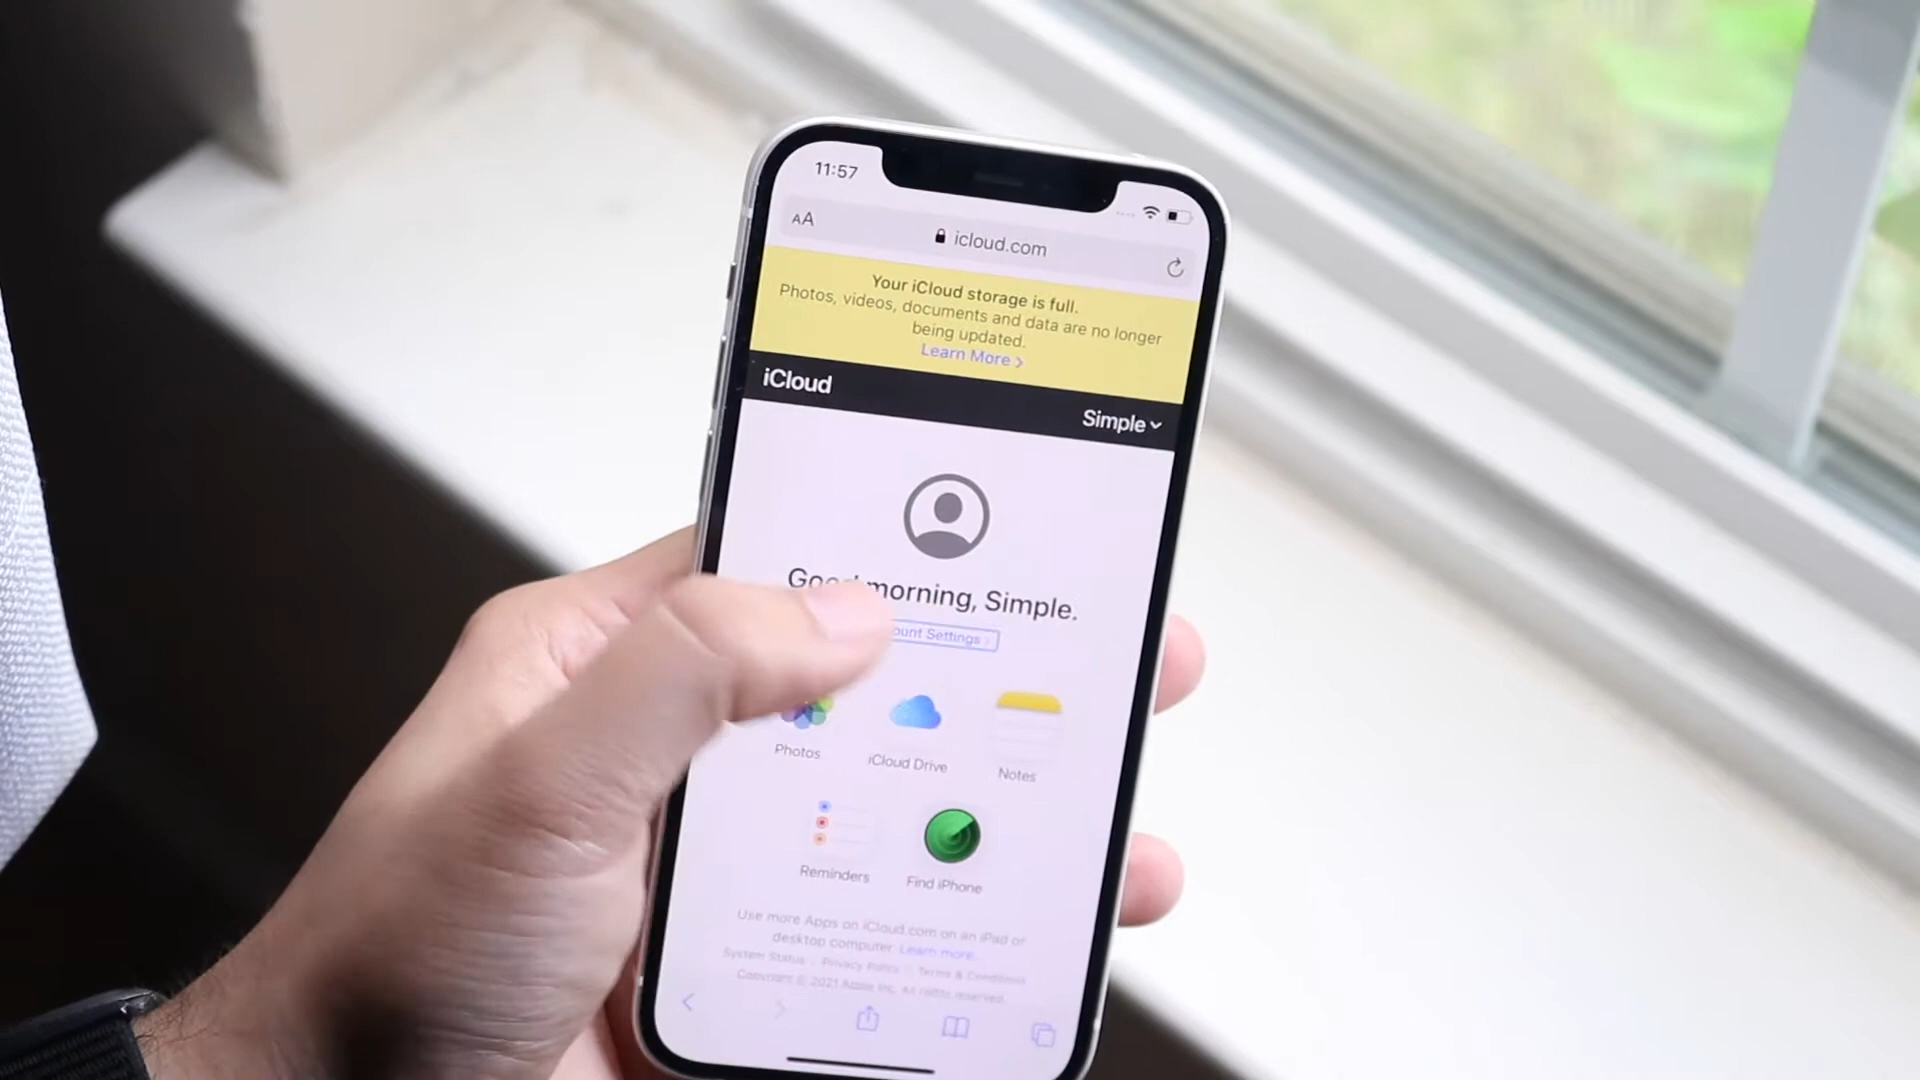 11:57
AA
icloud.com
Your iCloud storage is full.
Photos, videos, documents and data are no longer
being updated.
Learn More >
iCloud
Simple
morning, Simple.
Settings >
Photos
iCloud Drive
Notes
Reminders
Find iPhone
Use more Apps on iCloud.com on an iPad or
desktop computer. Learn more.
System Status Privacy Policy Terms & Conditions
Copyright © 2021 Apple Inc. All rights reserved.